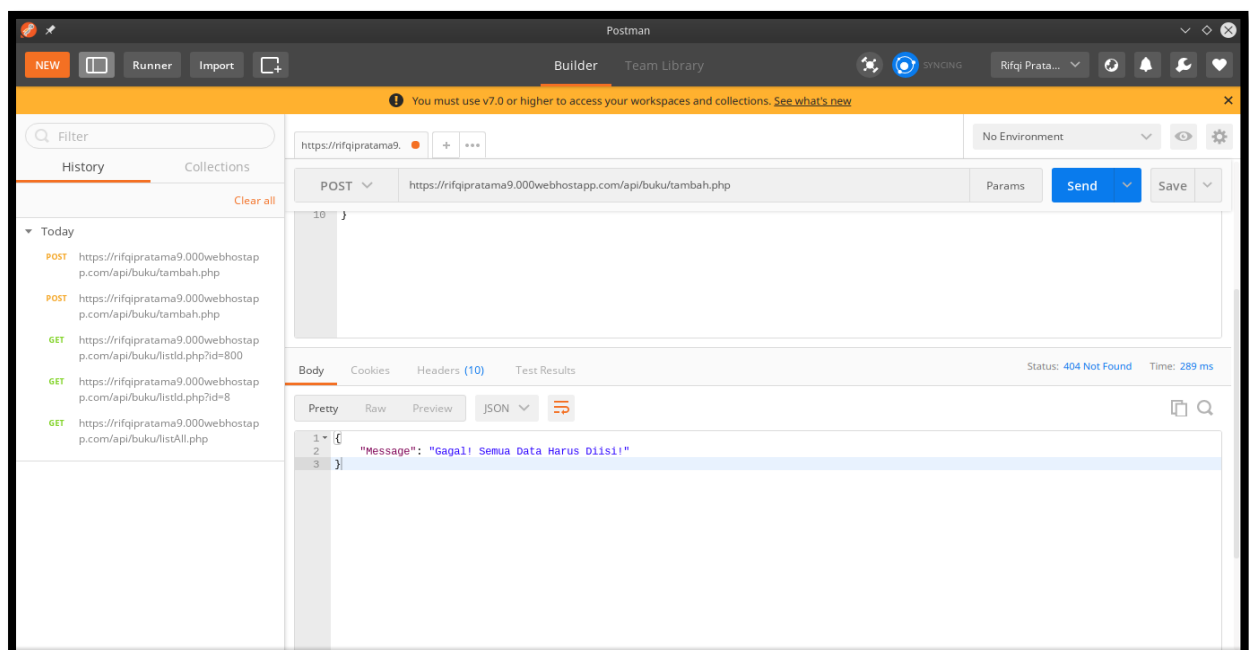 Postman
NEW
Runner
Import
Builder
Team Library
SYNCING
Rifqi Prata...
You must use v7.0 or higher to access your workspaces and collections. See what's new
Filter
History
Collections
Clear all
Today
POST https://rifqipratama9.000webhostap
p.com/api/buku/tambah.php
POST https://rifqipratama9.000webhostap
p.com/api/buku/tambah.php
GET https://rifqipratama9.000webhostap
p.com/api/buku/listId.php?id=800
GET https://rifqipratama9.000webhostap
p.com/api/buku/listId.php?id=8
GET https://rifqipratama9.000webhostap
p.com/api/buku/listAll.php
https://rifqipratama9.
No Environment
POST
https://rifqipratama9.000webhostapp.com/api/buku/tambah.php
Params
Send
Save
10 }
Body
Cookies
Headers (10)
Test Results
Status: 404 Not Found
Time: 289 ms
Pretty
Raw
Preview
JSON
1 {
2 "Message": "Gagal! Semua Data Harus Diisi!"
3 }